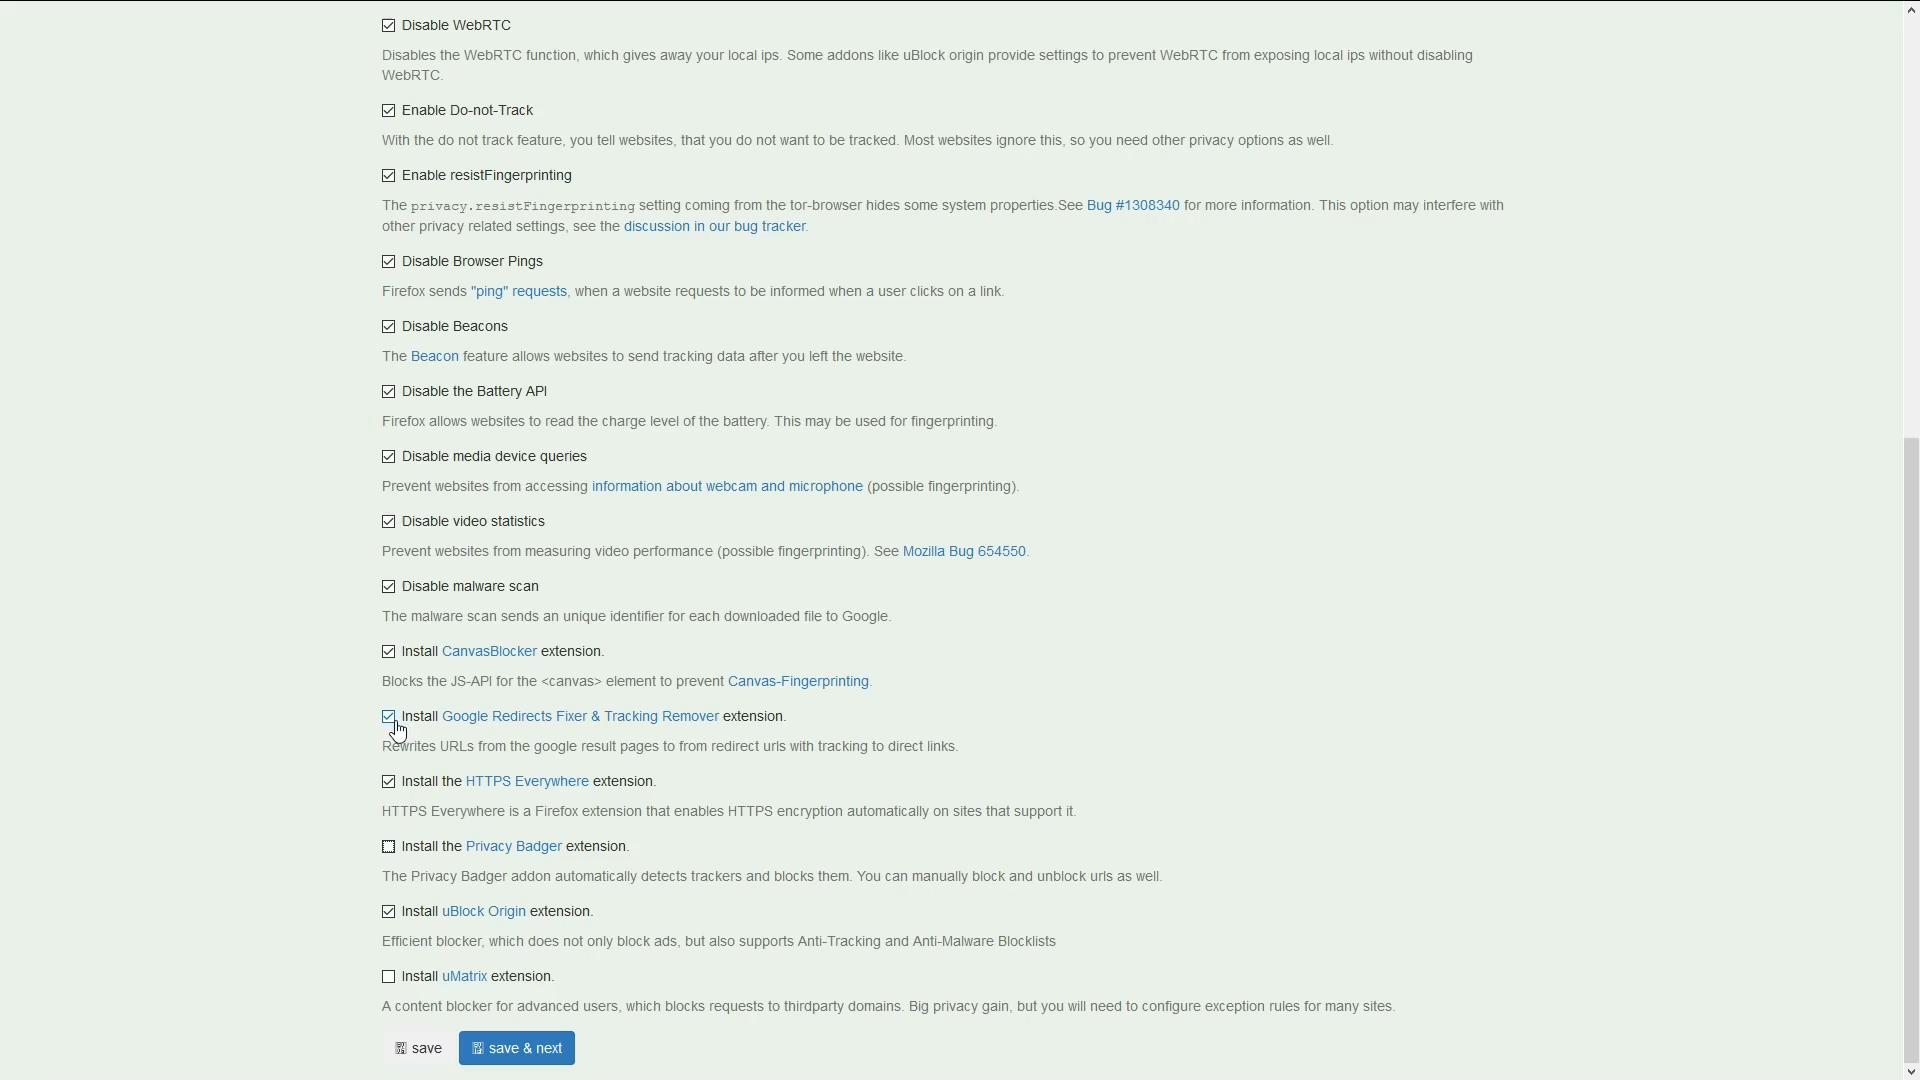 Disable WebRTC
Disables the WebRTC function, which gives away your local ips. Some addons like uBlock origin provide settings to prevent WebRTC from exposing local ips without disabling
WebRTC.
Enable Do-not-Track
With the do not track feature, you tell websites, that you do not want to be tracked. Most websites ignore this, so you need other privacy options as well.
Enable resistFingerprinting
The privacy.resistFingerprinting setting coming from the tor-browser hides some system properties.See Bug #1308340 for more information. This option may interfere with
other privacy related settings, see the discussion in our bug tracker.
Disable Browser Pings
Firefox sends "ping" requests, when a website requests to be informed when a user clicks on a link.
Disable Beacons
The Beacon feature allows websites to send tracking data after you left the website.
Disable the Battery API
Firefox allows websites to read the charge level of the battery. This may be used for fingerprinting.
Disable media device queries
Prevent websites from accessing information about webcam and microphone (possible fingerprinting).
Disable video statistics
Prevent websites from measuring video performance (possible fingerprinting). See Mozilla Bug 654550.
Disable malware scan
The malware scan sends an unique identifier for each downloaded file to Google.
Install CanvasBlocker extension.
Blocks the JS-API for the <canvas> element to prevent Canvas-Fingerprinting.
Install Google Redirects Fixer & Tracking Remover extension.
Rewrites URLs from the google result pages to from redirect urls with tracking to direct links.
Install the HTTPS Everywhere extension.
HTTPS Everywhere is a Firefox extension that enables HTTPS encryption automatically on sites that support it.
Install the Privacy Badger extension.
The Privacy Badger addon automatically detects trackers and blocks them. You can manually block and unblock urls as well.
Install uBlock Origin extension.
Efficient blocker, which does not only block ads, but also supports Anti-Tracking and Anti-Malware Blocklists
Install uMatrix extension.
A content blocker for advanced users, which blocks requests to thirdparty domains. Big privacy gain, but you will need to configure exception rules for many sites.
save save & next